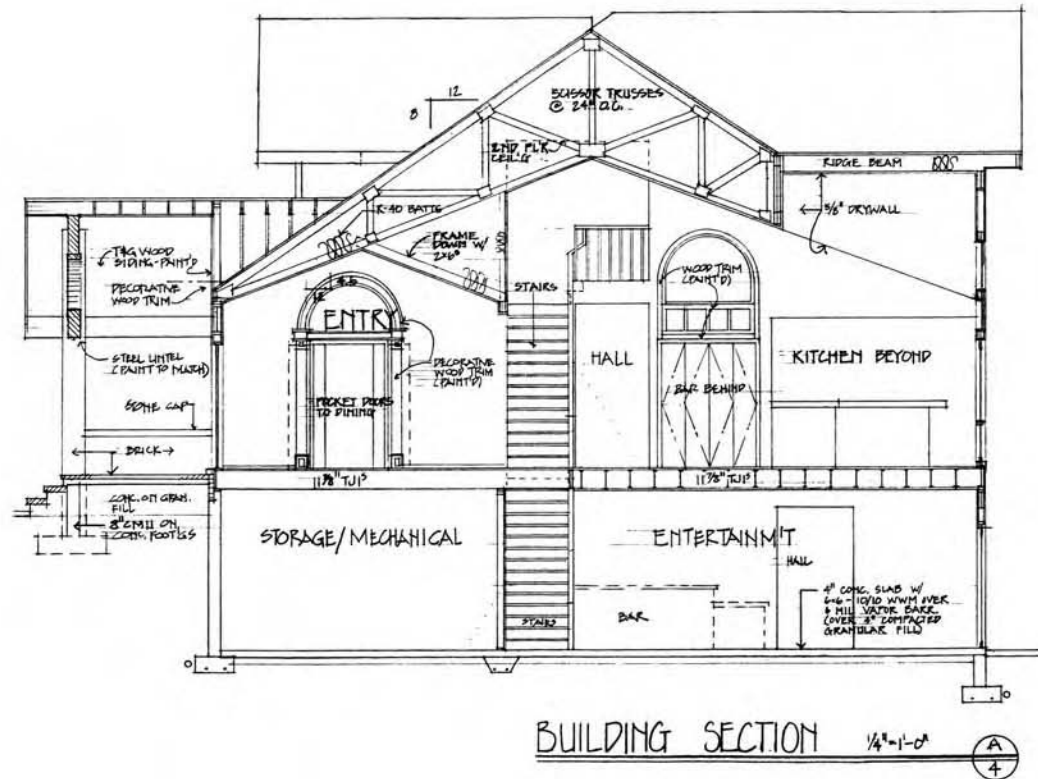 12
8
SCISSOR TRUSSES
@ 24" O.C.
2ND. FLR.
CEIL'G
RIDGE BEAM
5/8" DRYWALL
R-40 BATTS
FRAME
DOWN W/
2x6's
T&G WOOD
SIDING-PAINT'D
DECORATIVE
WOOD TRIM
4.5
12
ENTRY
STAIRS
WOOD TRIM
(PAINT'D)
HALL
KITCHEN BEYOND
STEEL LINTEL
(PAINT TO MATCH)
DECORATIVE
WOOD TRIM
(PAINT'D)
BAR BEHIND
POCKET DOORS
TO DINING
STONE CAP
BRICK
11 7/8" TJI's
11 7/8" TJI's
CONC. ON GRAN.
FILL
8" CMU ON
CONC. FOOT'GS
STORAGE/MECHANICAL
ENTERTAINM'T
HALL
4" CONC. SLAB W/
6x6 - 10/10 WWM OVER
6 MIL VAPOR BARR.
(OVER 4" COMPACTED
GRANULAR FILL)
BAR
STAIRS
BUILDING SECTION
1/4"=1'-0"
A
4